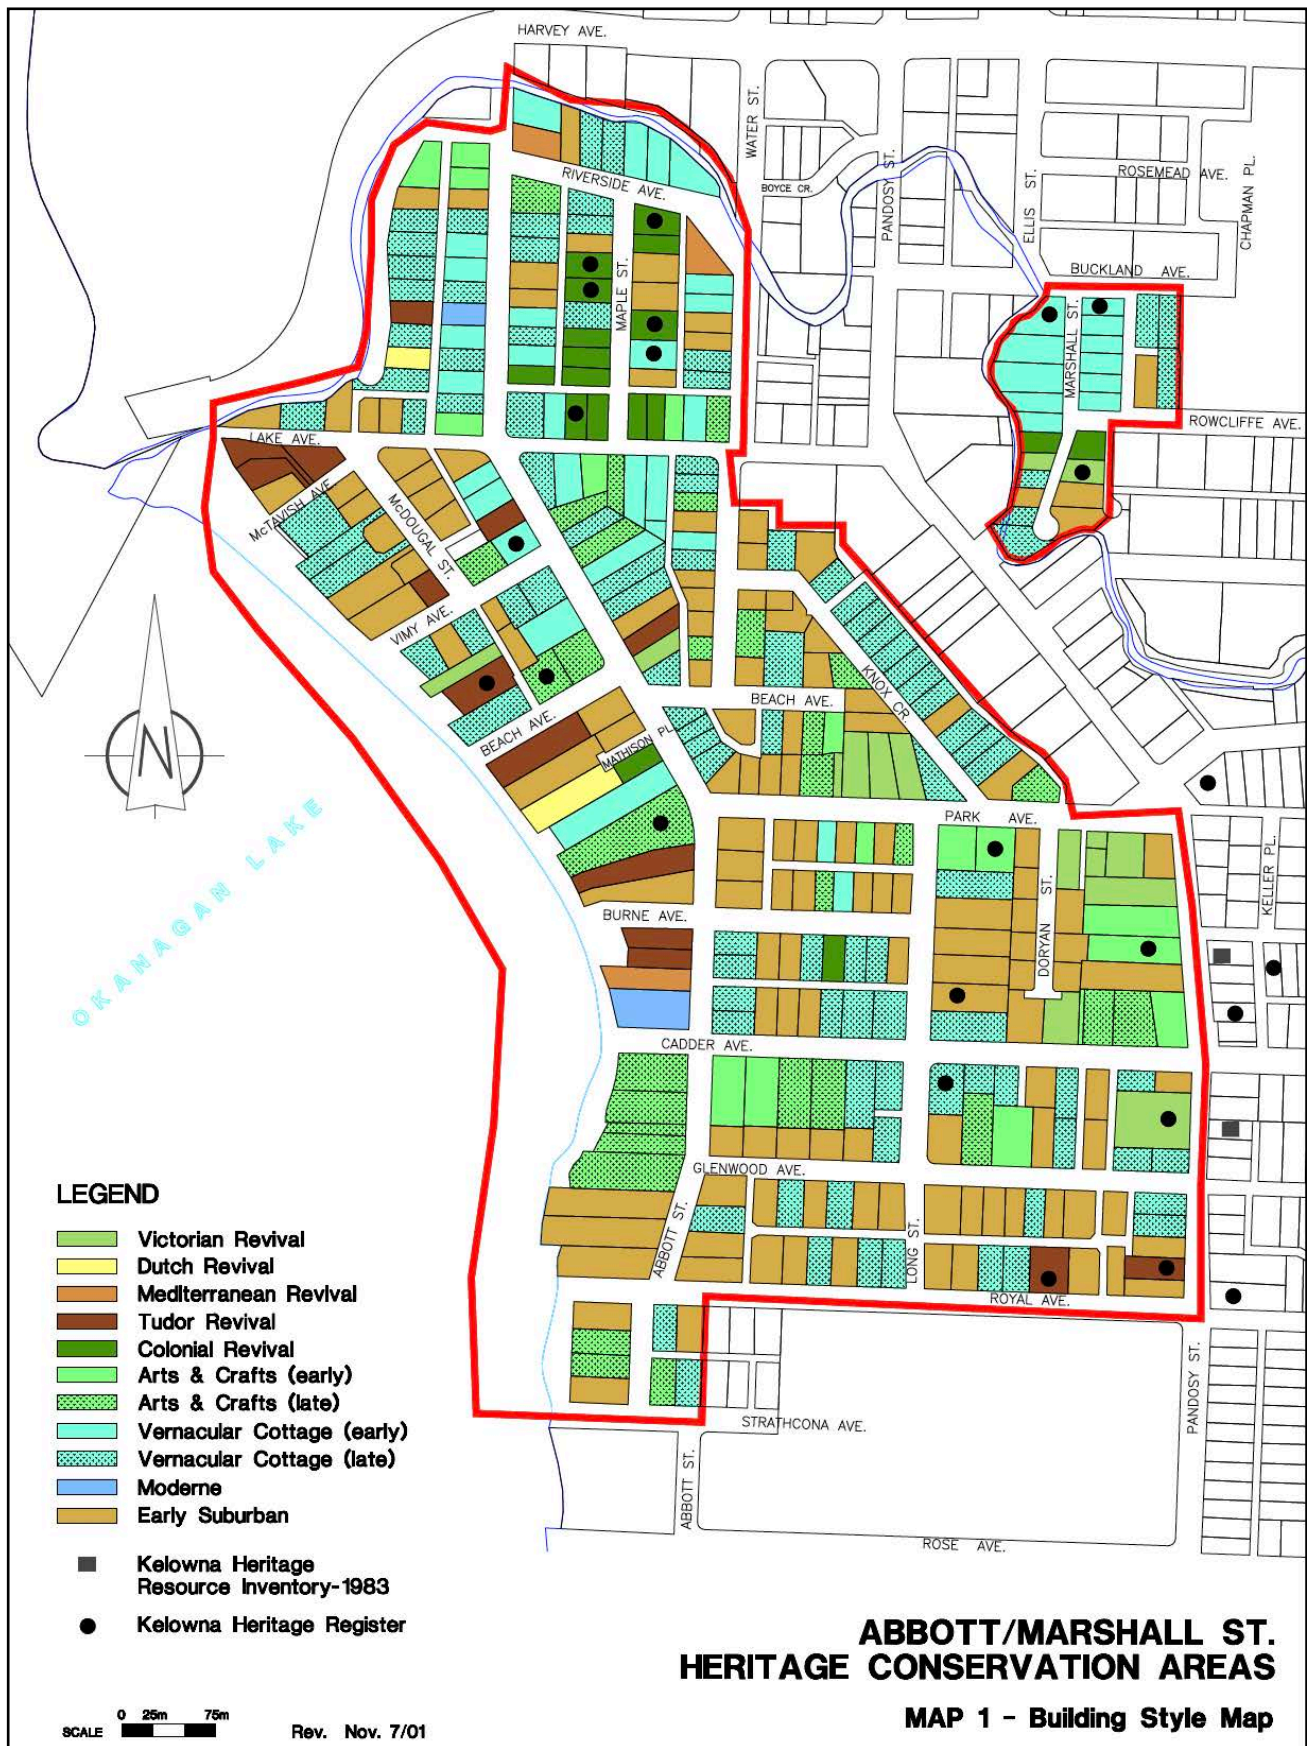 HARVEY AVE.
WATER ST.
PANDOSY ST.
BOYCE CR.
ELLIS ST.
ROSEMEAD AVE.
CHAPMAN PL.
RIVERSIDE AVE.
MAPLE ST.
BUCKLAND AVE.
MARSHALL ST.
ROWCLIFFE AVE.
LAKE AVE.
McTAVISH AVE.
McDOUGAL ST.
VIMY AVE.
KNOX CR.
BEACH AVE.
BEACH AVE.
MATHISON PL.
N
OKANAGAN LAKE
PARK AVE.
KELLER PL.
DORYAN ST.
BURNE AVE.
CADDER AVE.
GLENWOOD AVE.
ABBOTT ST.
LONG ST.
ROYAL AVE.
PANDOSY ST.
STRATHCONA AVE.
ABBOTT ST.
ROSE AVE.
LEGEND
Victorian Revival
Dutch Revival
Mediterranean Revival
Tudor Revival
Colonial Revival
Arts & Crafts (early)
Arts & Crafts (late)
Vernacular Cottage (early)
Vernacular Cottage (late)
Moderne
Early Suburban
Kelowna Heritage
Resource Inventory-1983
Kelowna Heritage Register
ABBOTT/MARSHALL ST.
HERITAGE CONSERVATION AREAS
MAP 1 - Building Style Map
0 25m 75m
SCALE
Rev. Nov. 7/01